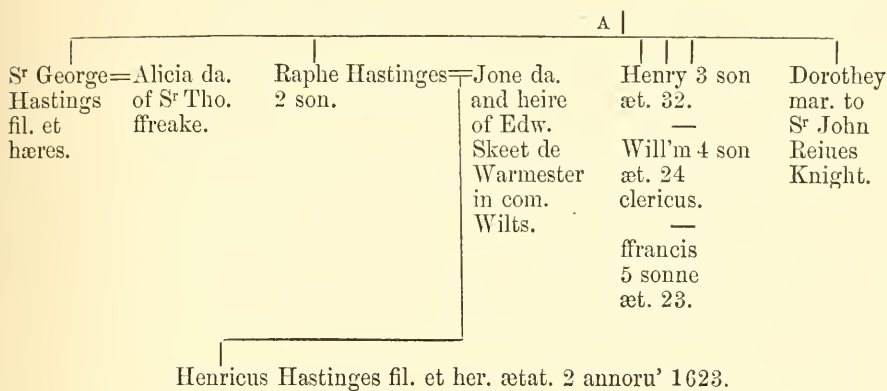 A
Sr George=Alicia da.
Hastings of Sr Tho.
fil. et ffreake.
hæres.
Raphe Hastinges=Jone da.
2 son. and heire
of Edw.
Skeet de
Warmester
in com.
Wilts.
Henry 3 son
æt. 32.
—
Will'm 4 son
æt. 24
clericus.
—
ffrancis
5 sonne
æt. 23.
Dorothey
mar. to
Sr John
Reines
Knight.
Henricus Hastinges fil. et her. ætat. 2 annoru' 1623.